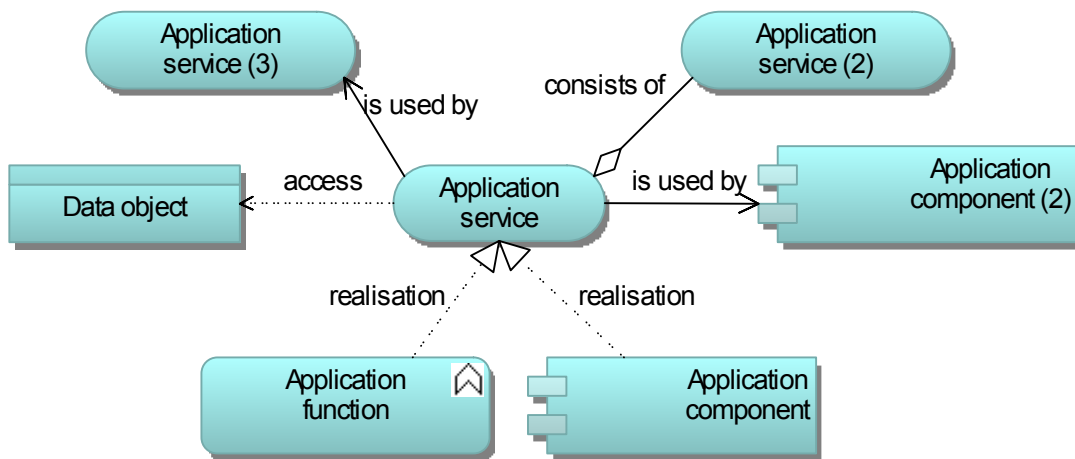 Application
service (3)
Application
service (2)
consists of
is used by
access
Data object
Application
service
is used by
Application
component (2)
realisation
realisation
Application
function
Application
component